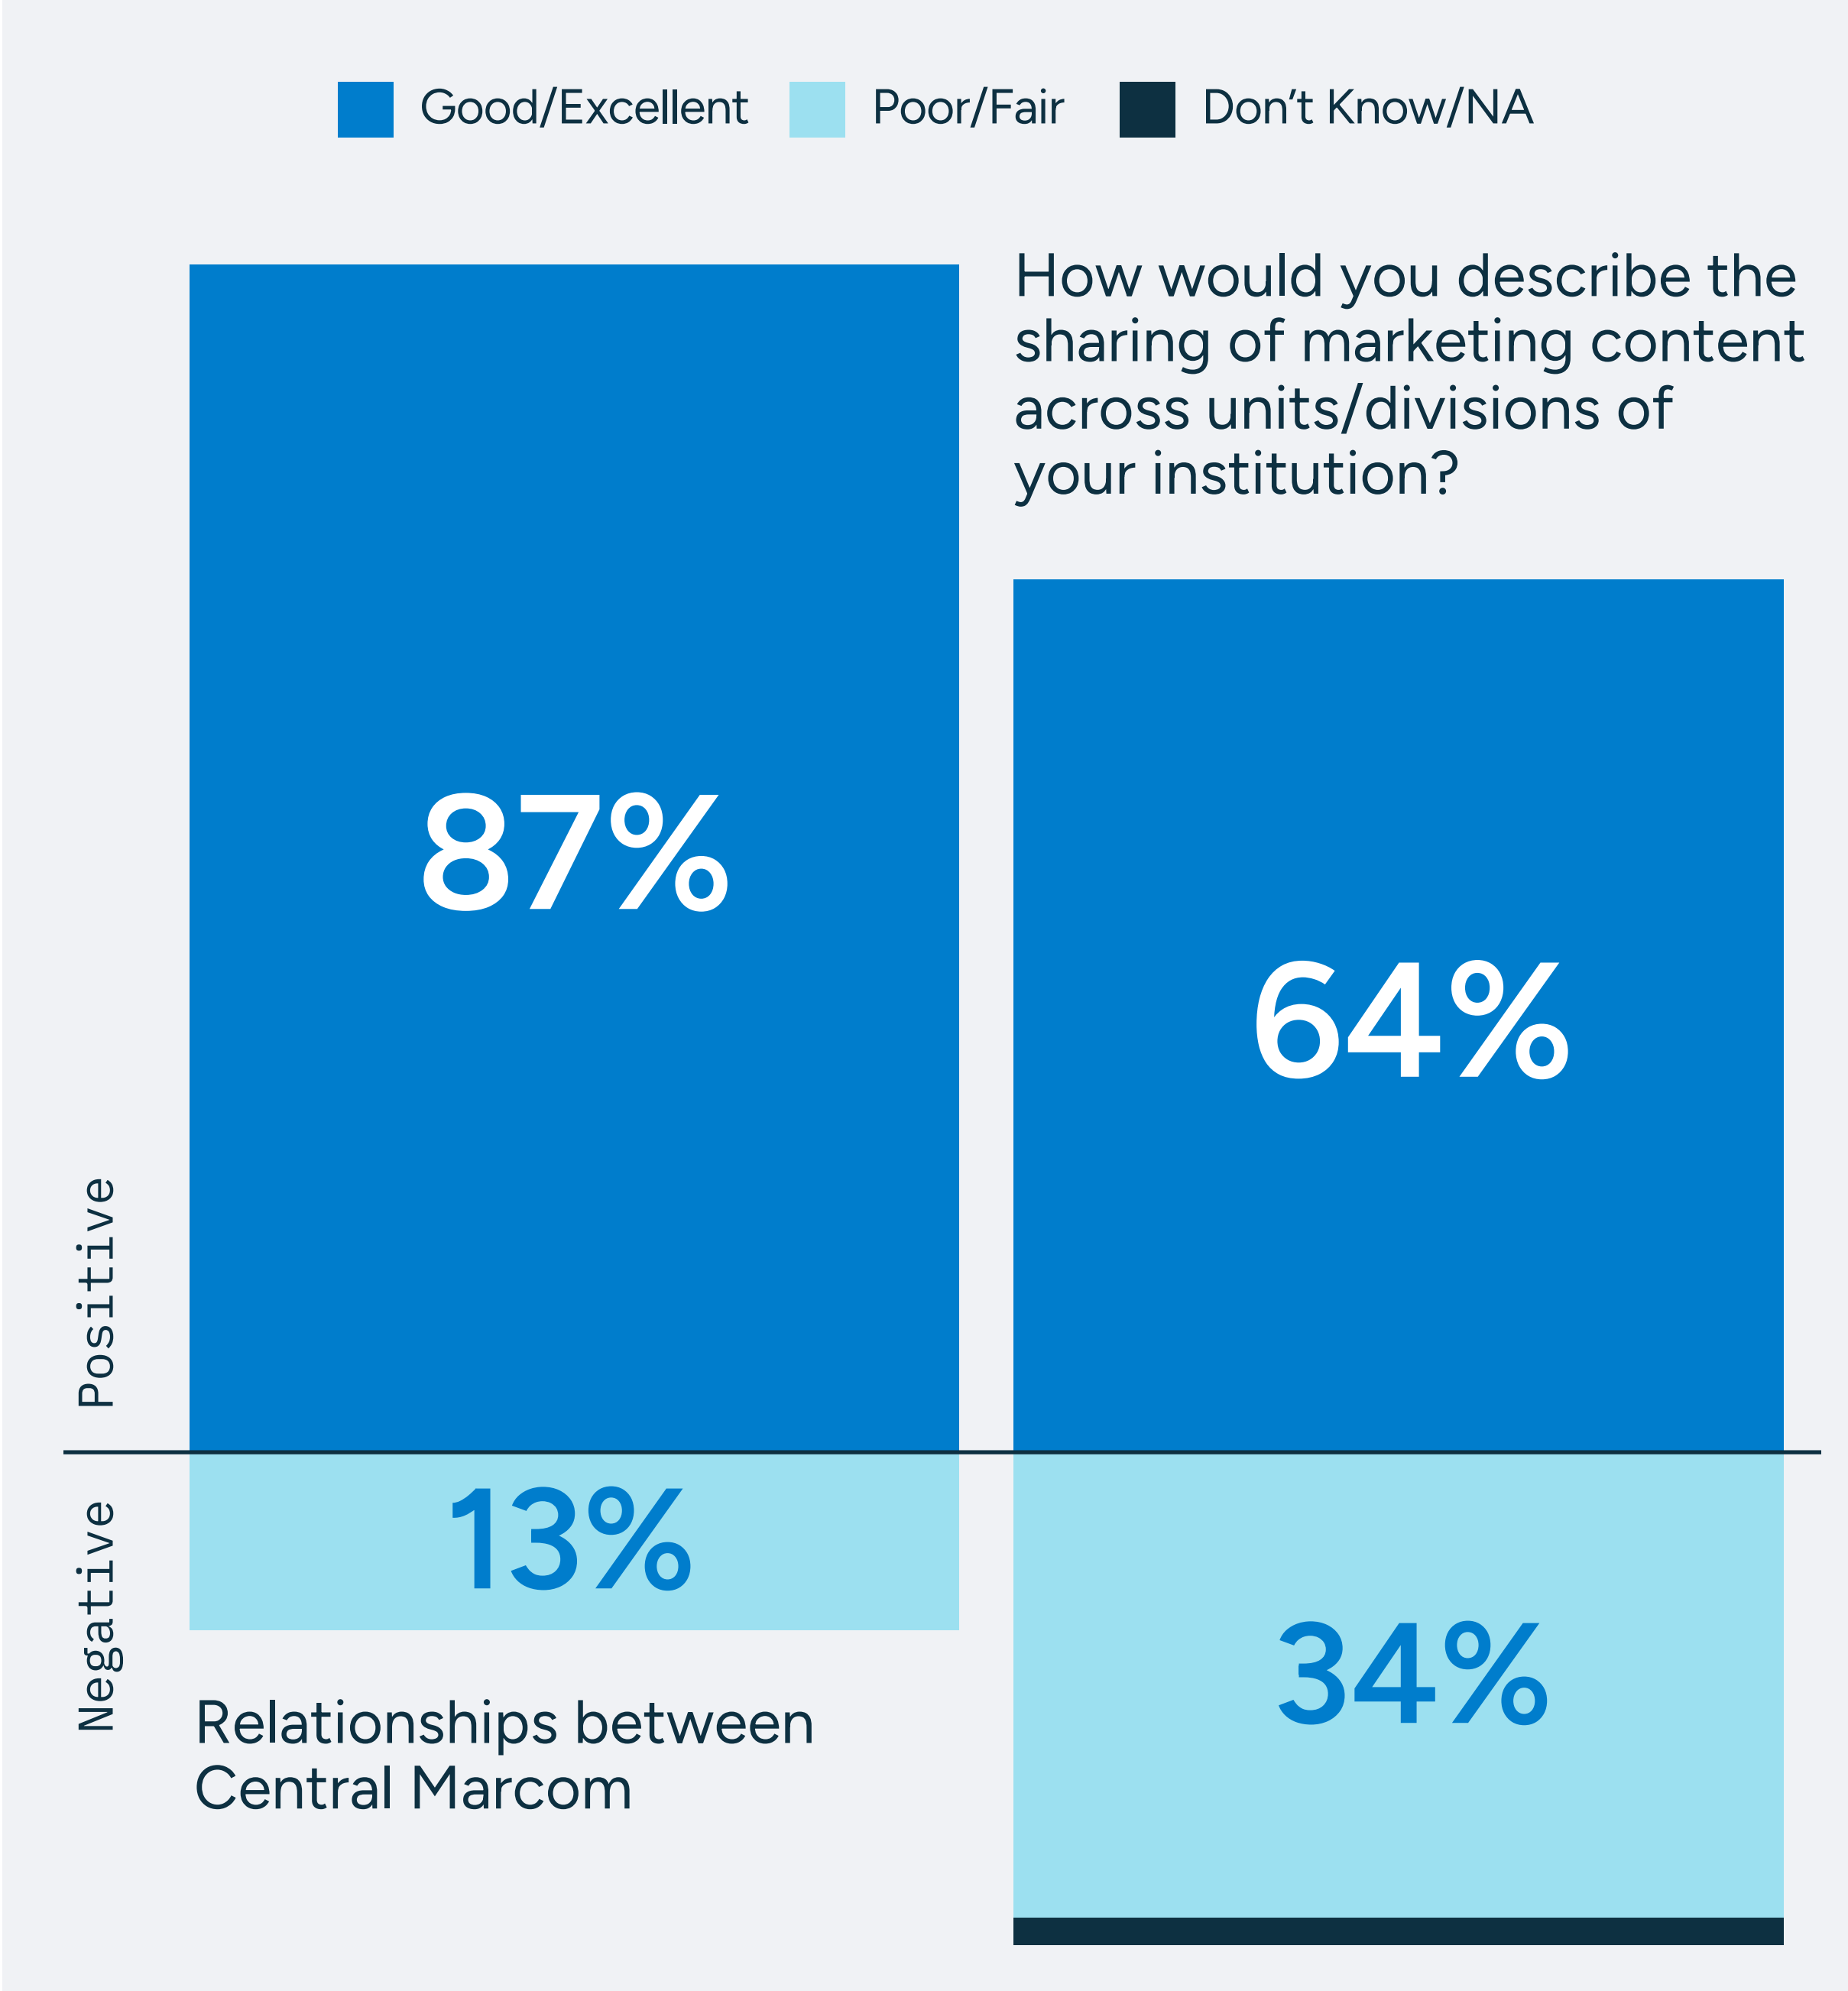 Good/Excellent
Poor/Fair
Don't Know/NA
How would you describe the
sharing of marketing content
across units/divisions of
your institution?
87%
64%
Positive
Negative
13%
34%
Relationships between
Central Marcom